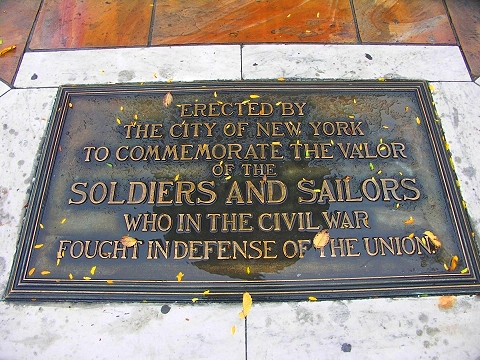 ERECTED BY
THE CITY OF NEW YORK
TO COMMEMORATE THE VALOR
OF THE
SOLDIERS AND SAILORS
WHO IN THE CIVIL WAR
FOUGHT IN DEFENSE OF THE UNION